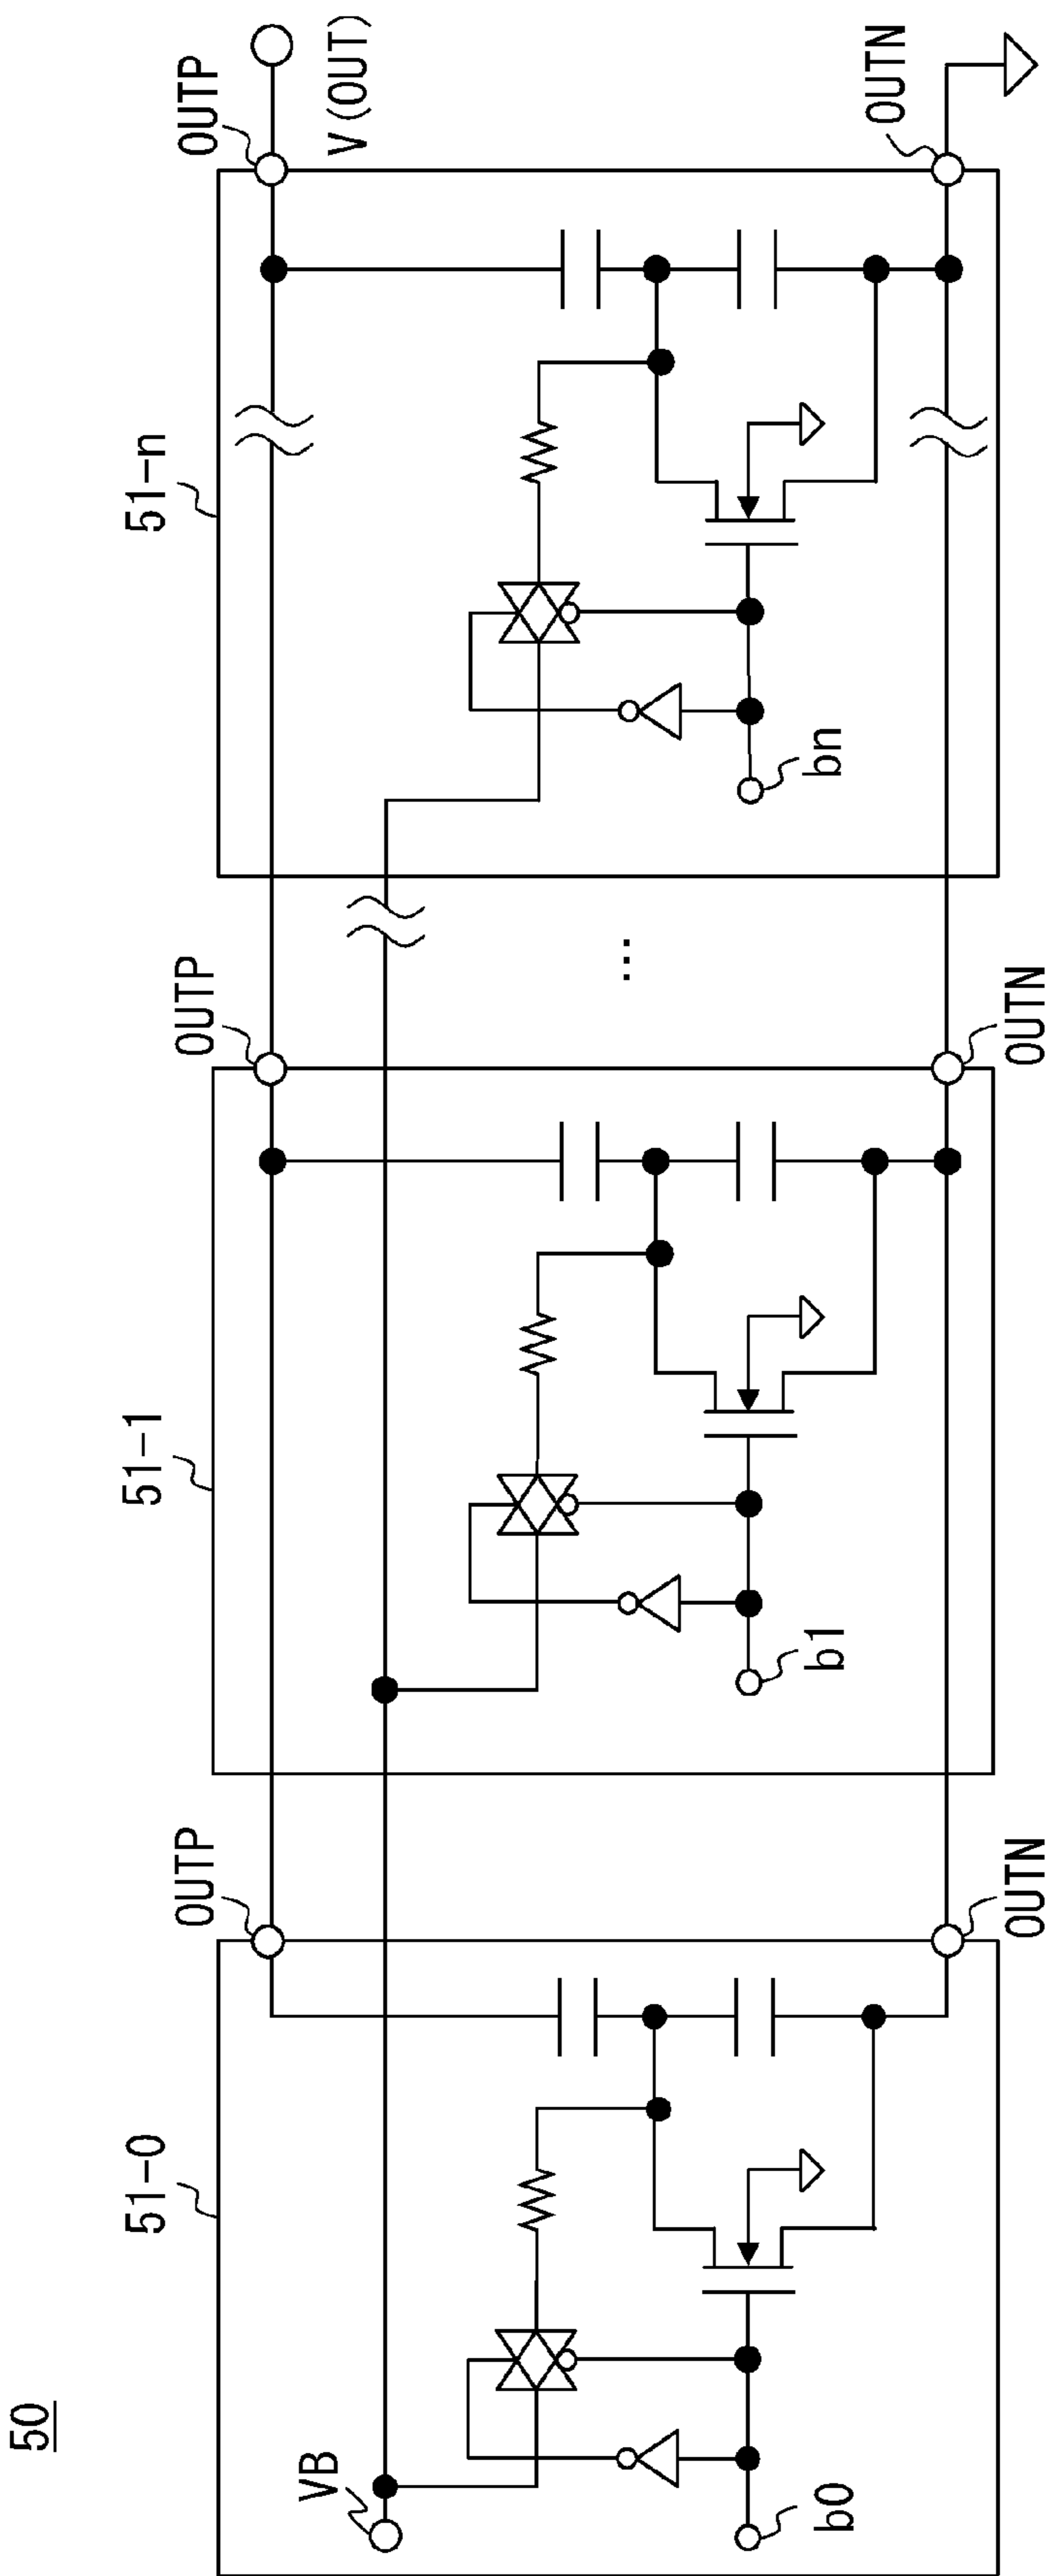 50
51-0
51-1
51-n
OUTP
OUTP
OUTP
V(OUT)
VB
...
b0
b1
bn
OUTN
OUTN
OUTN